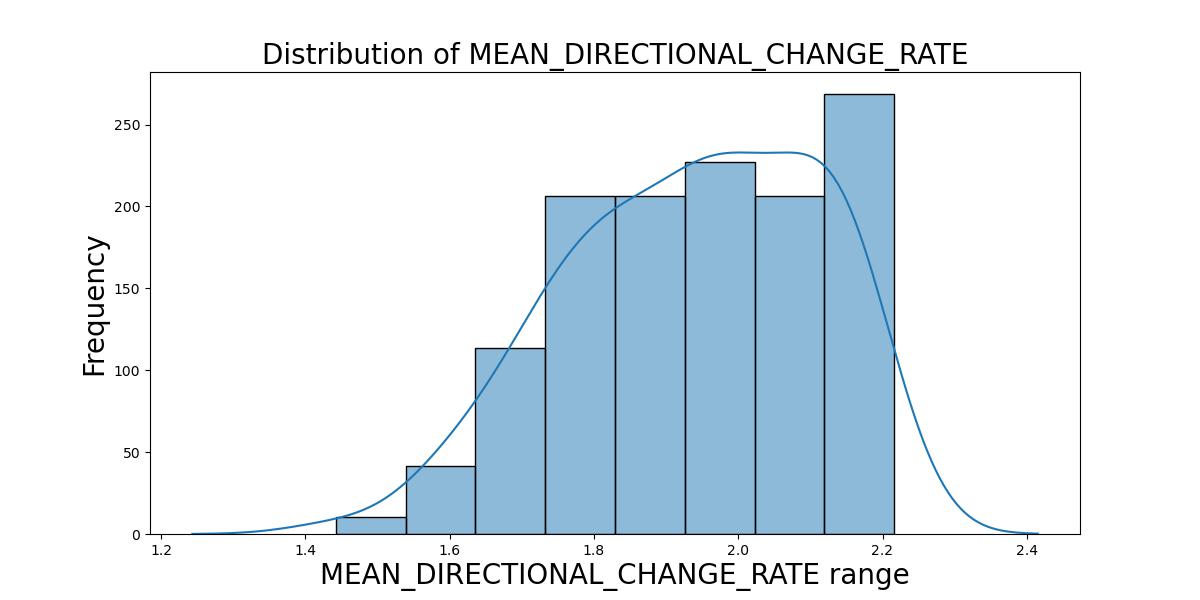 Distribution of MEAN_DIRECTIONAL_CHANGE_RATE
Frequency
250
200
150
100
50
0
1.2 1.4 1.6 1.8 2.0 2.2 2.4
MEAN_DIRECTIONAL_CHANGE_RATE range